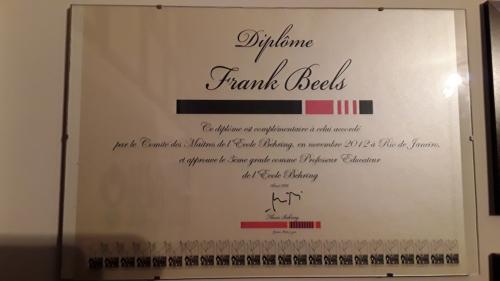 Diplôme
Frank Beels
Ce diplôme est complémentaire à celui accordé
par le Comite des Maîtres de l'Ecole Behring, en novembre 2012 à Rio de Janeiro,
et approuve le 5ème grade comme Professeur Educateur
de l'Ecole Behring